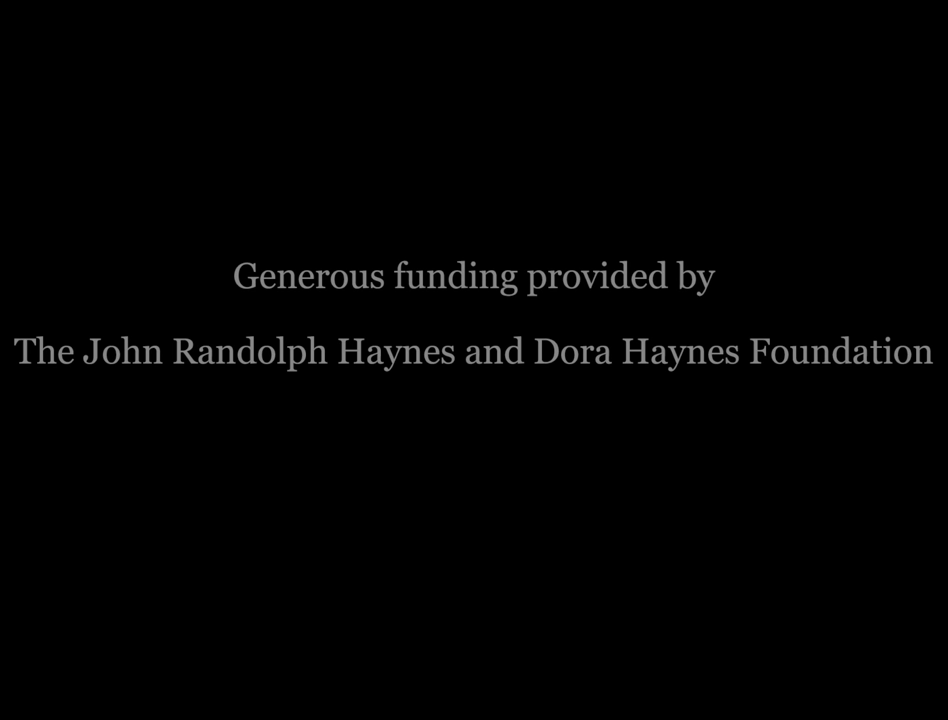 Generous funding provided by
The John Randolph Haynes and Dora Haynes Foundation